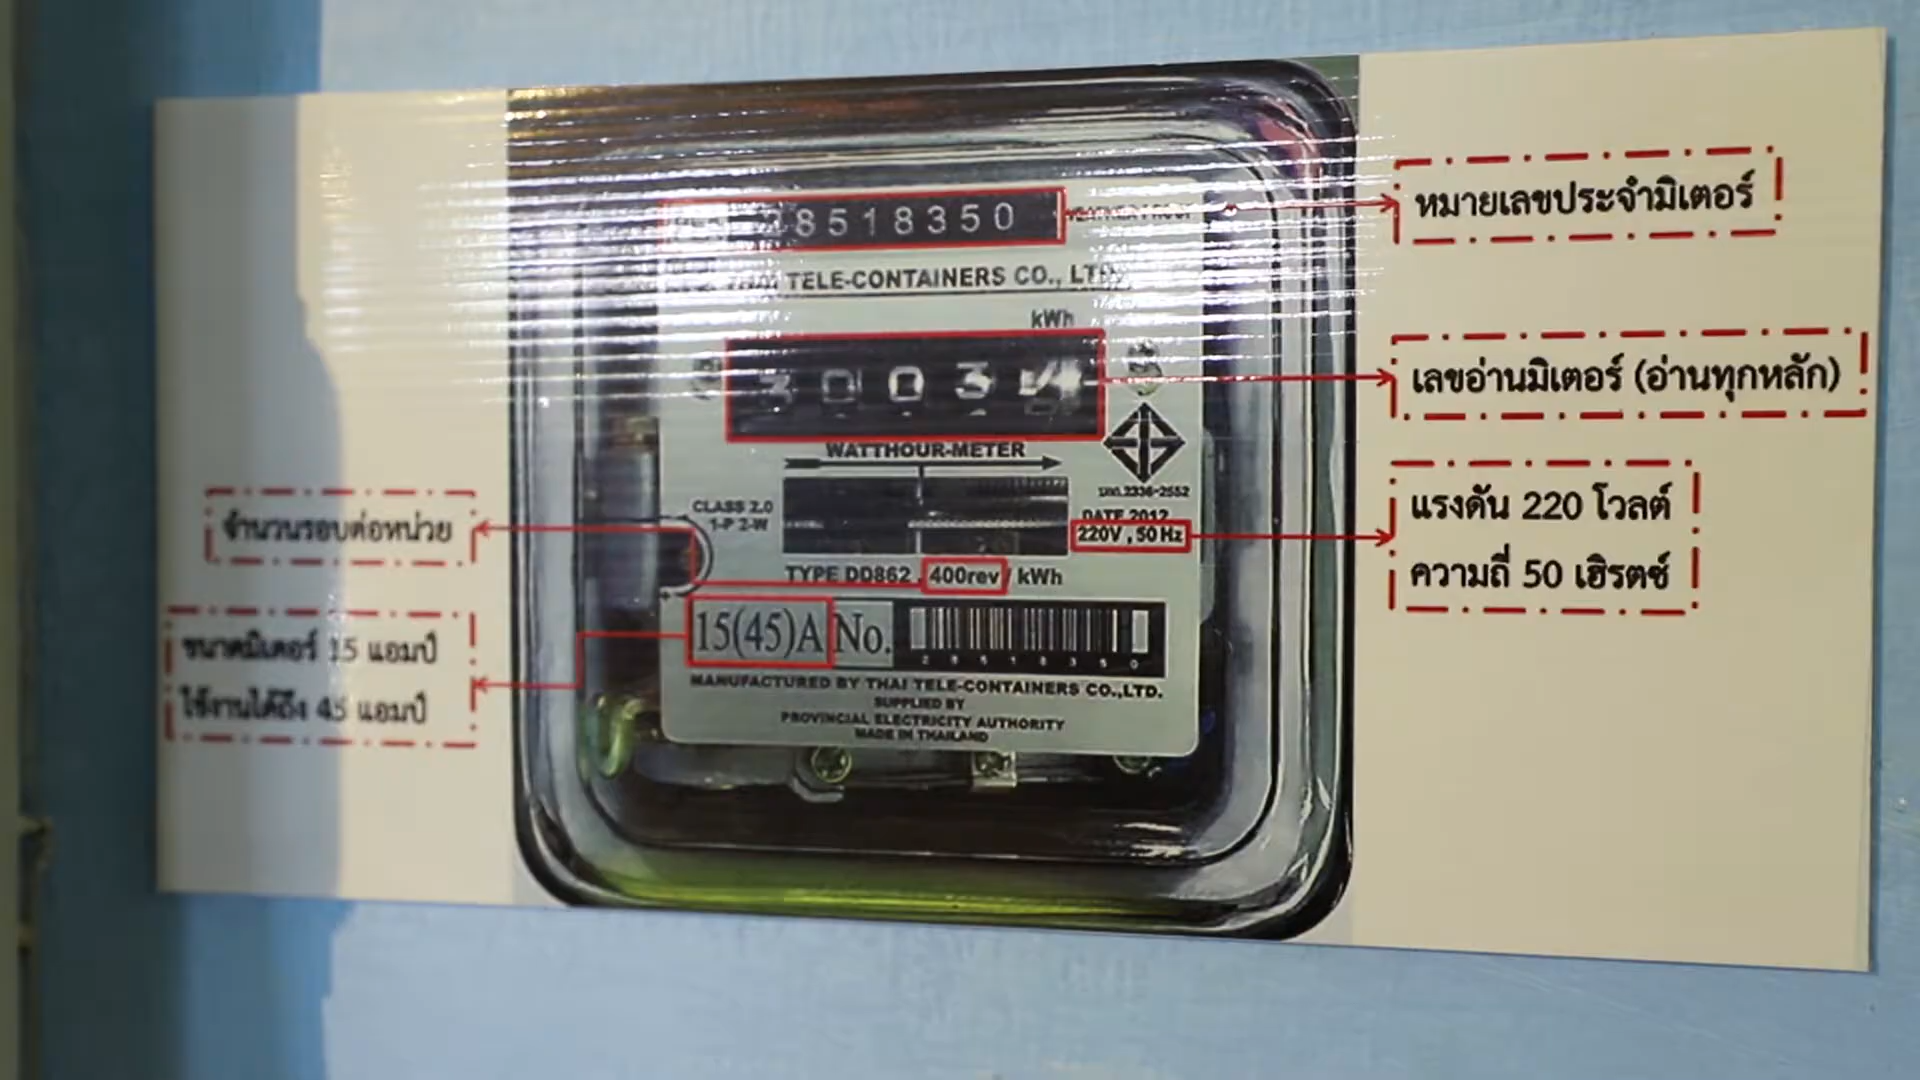 28518350
หมายเลขประจำมิเตอร์
THAI TELE-CONTAINERS CO., LTD.
kWh
3003
เลขอ่านมิเตอร์ (อ่านทุกหลัก)
WATTHOUR-METER
มอก.2336-2552
CLASS 2.0
1-P 2-W
DATE 2012
220V , 50 Hz
แรงดัน 220 โวลต์
ความถี่ 50 เฮิรตซ์
จำนวนรอบต่อหน่วย
TYPE DD862 , 400rev / kWh
15(45)A No.
28518350
ขนาดมิเตอร์ 15 แอมป์
ใช้งานได้ถึง 45 แอมป์
MANUFACTURED BY THAI TELE-CONTAINERS CO.,LTD.
SUPPLIED BY
PROVINCIAL ELECTRICITY AUTHORITY
MADE IN THAILAND